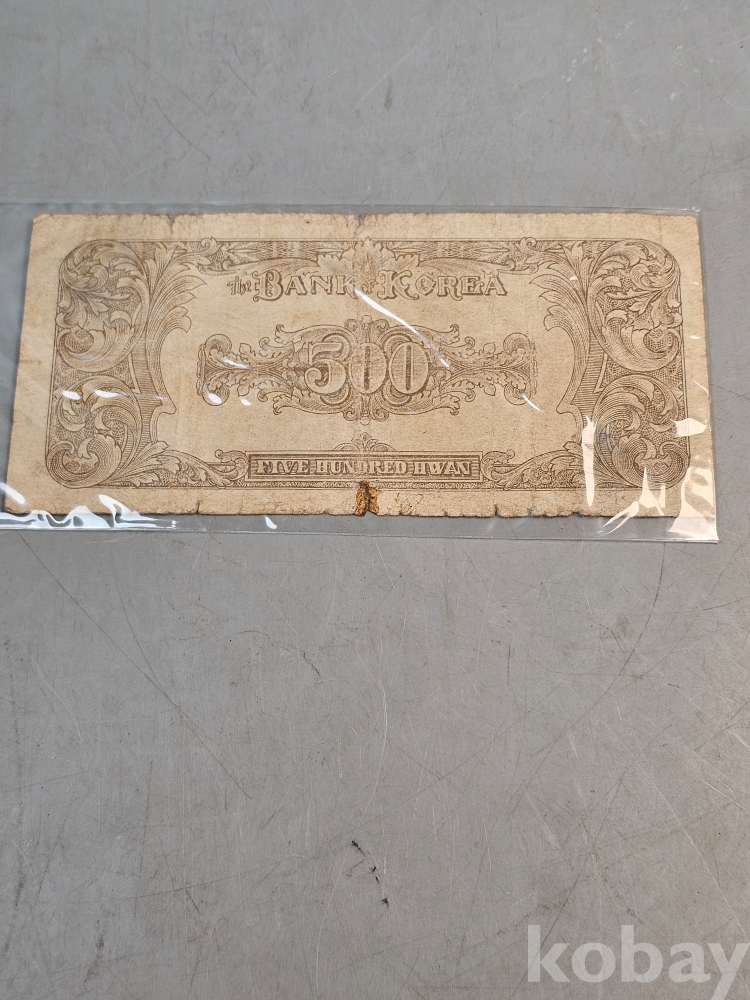 The BANK of KOREA
500
FIVE HUNDRED HWAN
kobay